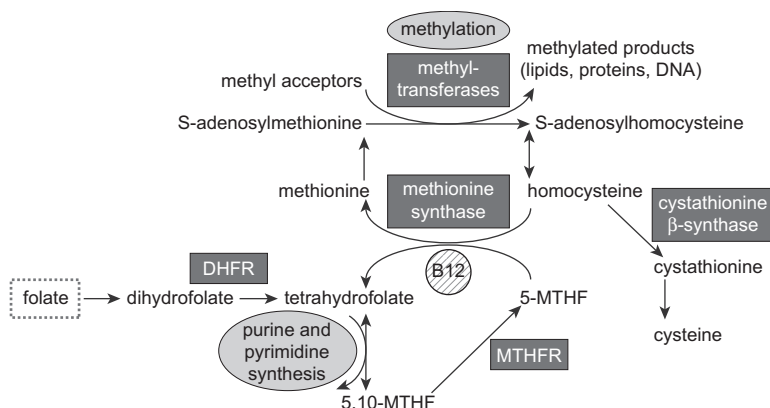 methylation
methylated products
(lipids, proteins, DNA)
methyl-
transferases
methyl acceptors
S-adenosylmethionine
S-adenosylhomocysteine
methionine
methionine
synthase
homocysteine
cystathionine
β-synthase
B12
cystathionine
DHFR
folate
dihydrofolate
tetrahydrofolate
5-MTHF
cysteine
purine and
pyrimidine
synthesis
MTHFR
5,10-MTHF